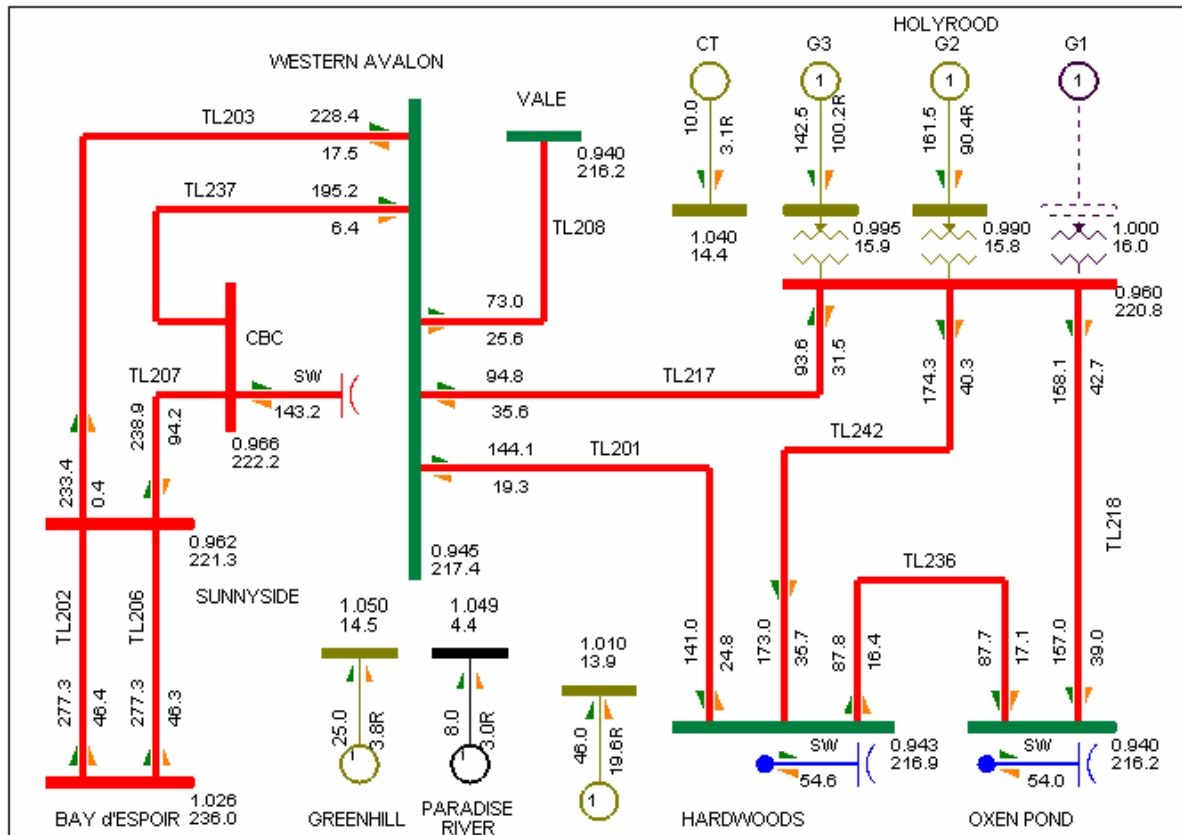 HOLYROOD
CT
G3
G2
G1
1
1
1
WESTERN AVALON
VALE
TL203
228.4
17.5
0.940
216.2
10.0
3.1R
142.5
100.2R
161.5
90.4R
TL237
195.2
6.4
TL208
1.040
14.4
0.995
15.9
0.990
15.8
1.000
16.0
0.960
220.8
73.0
25.6
CBC
SW
143.2
TL207
238.9
94.2
0.966
222.2
94.8
35.6
TL217
93.6
31.5
174.3
40.3
158.1
42.7
TL242
144.1
19.3
TL201
233.4
0.4
0.962
221.3
SUNNYSIDE
0.945
217.4
TL218
TL236
TL202
TL206
277.3
46.4
277.3
46.3
1.050
14.5
1.049
4.4
1.010
13.9
25.0
3.8R
1
8.0
3.0R
1
46.0
19.6R
1
141.0
24.8
173.0
35.7
87.8
16.4
87.7
17.1
157.0
39.0
SW
54.6
0.943
216.9
SW
54.0
0.940
216.2
1.026
236.0
BAY d'ESPOIR
GREENHILL
PARADISE
RIVER
HARDWOODS
OXEN POND